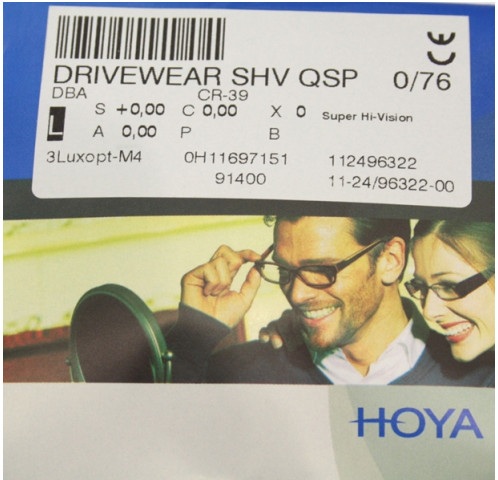 DRIVEWEAR SHV QSP 0/76
DBA CR-39
L S +0,00 C 0,00 X 0 Super Hi-Vision
A 0,00 P B
3Luxopt-M4 0H11697151 112496322
91400 11-24/96322-00
HOYA